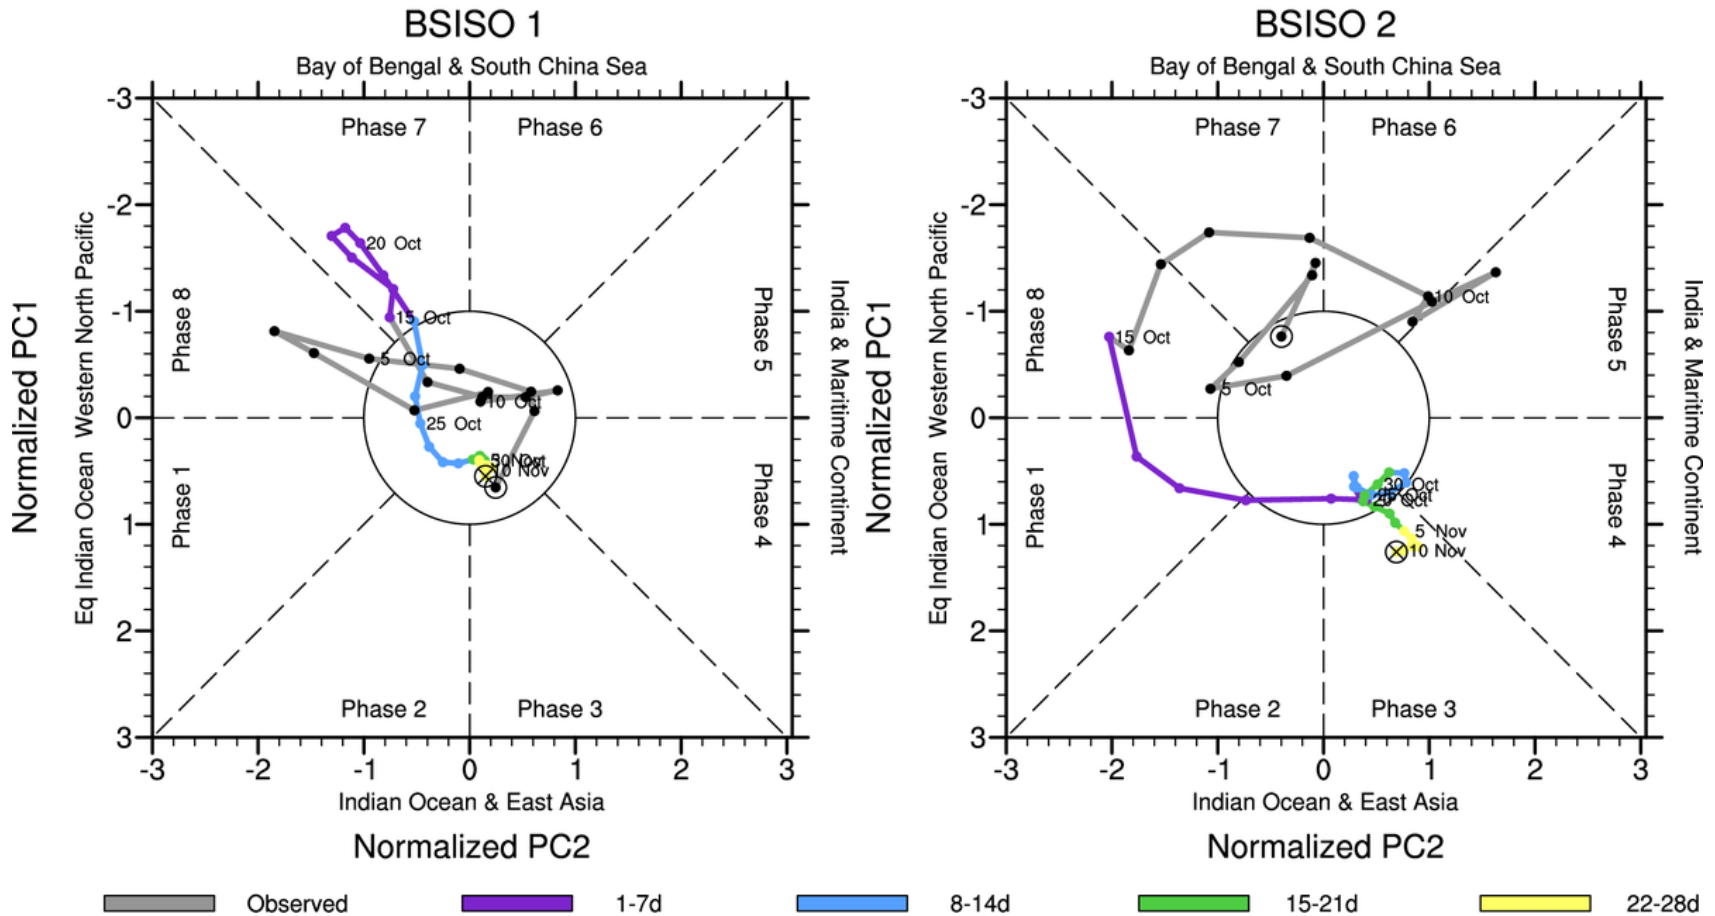 BSISO 1
Bay of Bengal & South China Sea
Phase 7
Phase 6
Phase 8
Phase 5
Phase 1
Phase 4
Phase 2
Phase 3
Normalized PC1
Eq Indian Ocean Western North Pacific
India & Maritime Continent
-3
-2
-1
0
1
2
3
20 Oct
15 Oct
5 Oct
10 Oct
25 Oct
10 Nov
-3 -2 -1 0 1 2 3
Indian Ocean & East Asia
Normalized PC2
BSISO 2
Bay of Bengal & South China Sea
Phase 7
Phase 6
Phase 8
Phase 5
Phase 1
Phase 4
Phase 2
Phase 3
Normalized PC1
Eq Indian Ocean Western North Pacific
India & Maritime Continent
-3
-2
-1
0
1
2
3
10 Oct
15 Oct
5 Oct
30 Oct
5 Nov
10 Nov
-3 -2 -1 0 1 2 3
Indian Ocean & East Asia
Normalized PC2
Observed 1-7d 8-14d 15-21d 22-28d